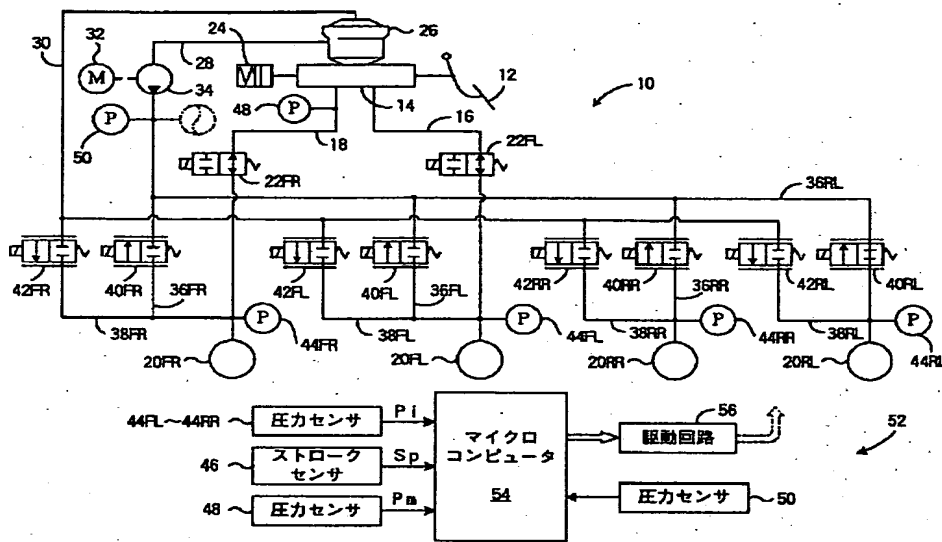 24
26
30
32
M
28
12
10
34
48
P
14
P
50
18
16
22FL
22FR
36RL
42FR
40FR
36FR
42FL
40FL
36FL
42RR
40RR
36RR
42RL
40RL
38FR
P
44FR
38FL
P
44FL
38RR
P
44RR
38RL
P
44RL
20FR
20FL
20RR
20RL
44FL~44RR
圧力センサ
Pi
46
ストローク
センサ
Sp
48
圧力センサ
Pm
マイクロ
コンピュータ
54
56
駆動回路
52
圧力センサ
50